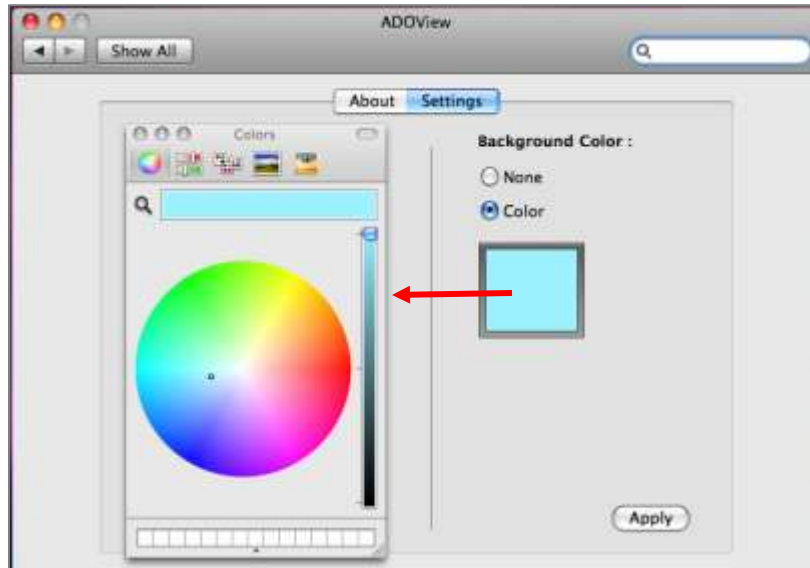 ADOView
Show All
About Settings
Colors
Background Color :
None
Color
Apply